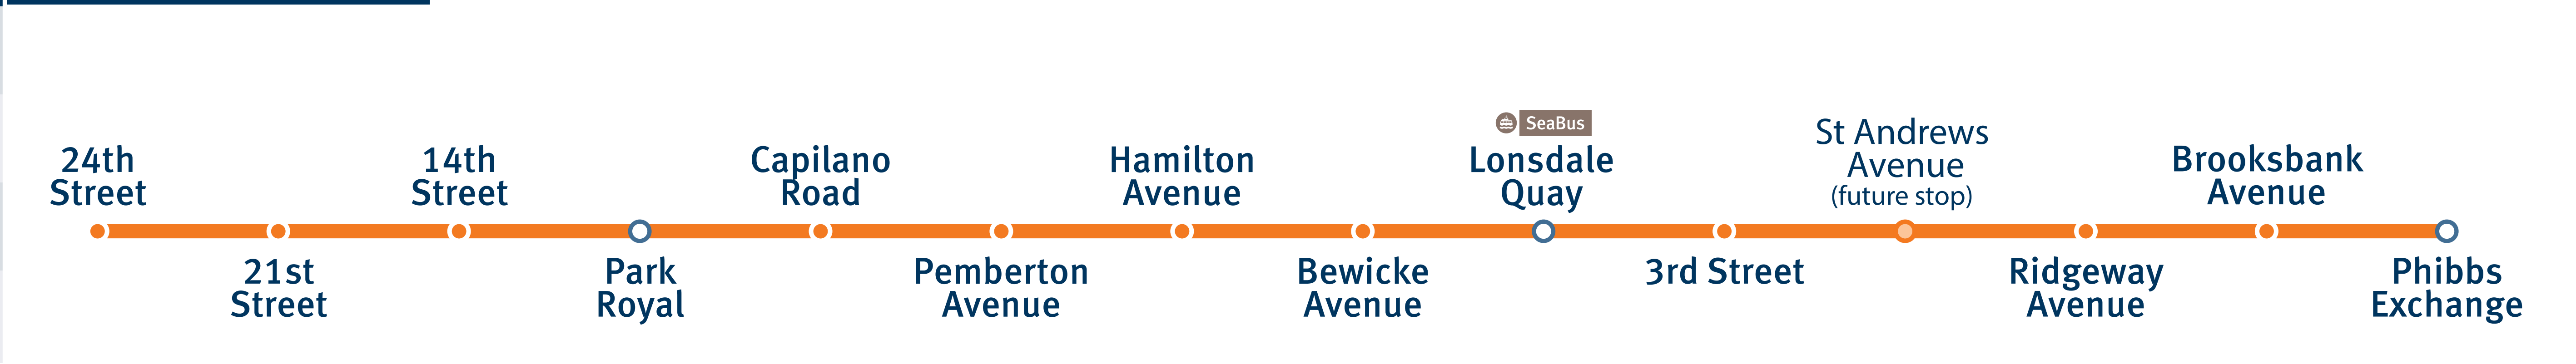 24th
Street
21st
Street
14th
Street
Park
Royal
Capilano
Road
Pemberton
Avenue
Hamilton
Avenue
Bewicke
Avenue
SeaBus
Lonsdale
Quay
3rd Street
St Andrews
Avenue
(future stop)
Ridgeway
Avenue
Brooksbank
Avenue
Phibbs
Exchange